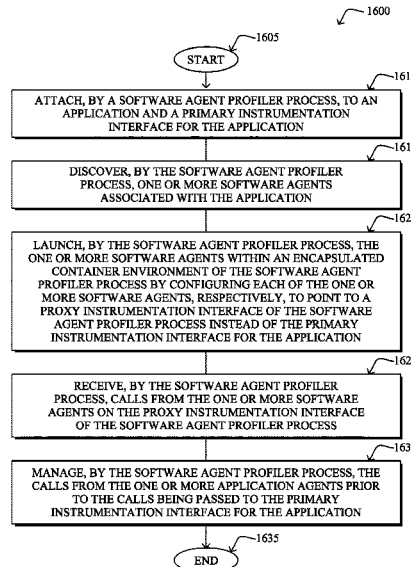 1600
1605
START
161
ATTACH, BY A SOFTWARE AGENT PROFILER PROCESS, TO AN
APPLICATION AND A PRIMARY INSTRUMENTATION
INTERFACE FOR THE APPLICATION
161
DISCOVER, BY THE SOFTWARE AGENT PROFILER
PROCESS, ONE OR MORE SOFTWARE AGENTS
ASSOCIATED WITH THE APPLICATION
162
LAUNCH, BY THE SOFTWARE AGENT PROFILER PROCESS, THE
ONE OR MORE SOFTWARE AGENTS WITHIN AN ENCAPSULATED
CONTAINER ENVIRONMENT OF THE SOFTWARE AGENT
PROFILER PROCESS BY CONFIGURING EACH OF THE ONE OR
MORE SOFTWARE AGENTS, RESPECTIVELY, TO POINT TO A
PROXY INSTRUMENTATION INTERFACE OF THE SOFTWARE
AGENT PROFILER PROCESS INSTEAD OF THE PRIMARY
INSTRUMENTATION INTERFACE FOR THE APPLICATION
162
RECEIVE, BY THE SOFTWARE AGENT PROFILER
PROCESS, CALLS FROM THE ONE OR MORE SOFTWARE
AGENTS ON THE PROXY INSTRUMENTATION INTERFACE
OF THE SOFTWARE AGENT PROFILER PROCESS
163
MANAGE, BY THE SOFTWARE AGENT PROFILER PROCESS, THE
CALLS FROM THE ONE OR MORE APPLICATION AGENTS PRIOR
TO THE CALLS BEING PASSED TO THE PRIMARY
INSTRUMENTATION INTERFACE FOR THE APPLICATION
1635
END